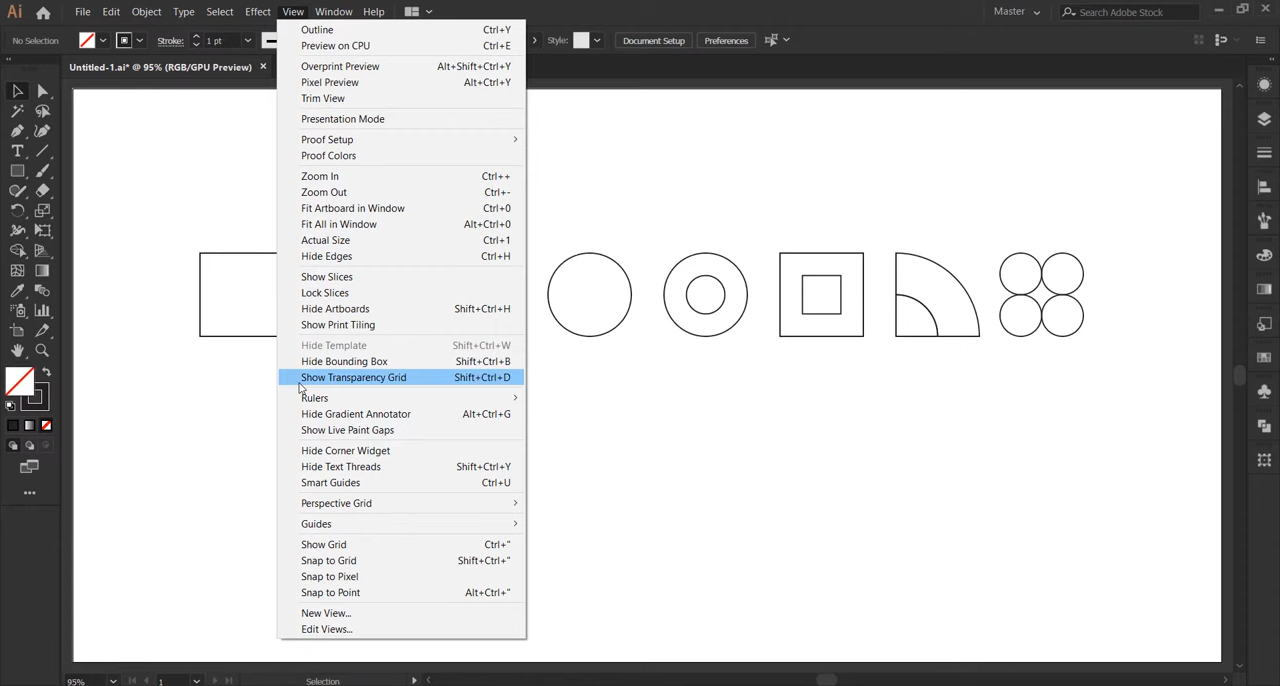 Ai File Edit Object Type Select Effect View Window Help Master Search Adobe Stock
No Selection Stroke: 1 pt Style: Document Setup Preferences
Untitled-1.ai* @ 95% (RGB/GPU Preview)
Outline Ctrl+Y
Preview on CPU Ctrl+E
Overprint Preview Alt+Shift+Ctrl+Y
Pixel Preview Alt+Ctrl+Y
Trim View
Presentation Mode
Proof Setup
Proof Colors
Zoom In Ctrl++
Zoom Out Ctrl+-
Fit Artboard in Window Ctrl+0
Fit All in Window Alt+Ctrl+0
Actual Size Ctrl+1
Hide Edges Ctrl+H
Show Slices
Lock Slices
Hide Artboards Shift+Ctrl+H
Show Print Tiling
Hide Template Shift+Ctrl+W
Hide Bounding Box Shift+Ctrl+B
Show Transparency Grid Shift+Ctrl+D
Rulers
Hide Gradient Annotator Alt+Ctrl+G
Show Live Paint Gaps
Hide Corner Widget
Hide Text Threads Shift+Ctrl+Y
Smart Guides Ctrl+U
Perspective Grid
Guides
Show Grid Ctrl+"
Snap to Grid Shift+Ctrl+"
Snap to Pixel
Snap to Point Alt+Ctrl+"
New View...
Edit Views...
95% 1 Selection